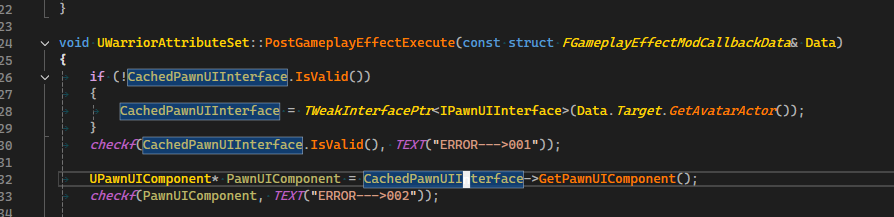 22 }
23
24 void UWarriorAttributeSet::PostGameplayEffectExecute(const struct FGameplayEffectModCallbackData& Data)
25 {
26 if (!CachedPawnUIInterface.IsValid())
27 {
28 CachedPawnUIInterface = TWeakInterfacePtr<IPawnUIInterface>(Data.Target.GetAvatarActor());
29 }
30 checkf(CachedPawnUIInterface.IsValid(), TEXT("ERROR--->001"));
31
32 UPawnUIComponent* PawnUIComponent = CachedPawnUIInterface->GetPawnUIComponent();
33 checkf(PawnUIComponent, TEXT("ERROR--->002"));